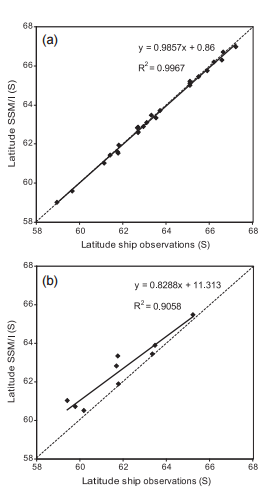 68
(a)
y = 0.9857x + 0.86
R2 = 0.9967
66
64
62
60
58
Latitude SSM/I (S)
58 60 62 64 66 68
Latitude ship observations (S)
68
(b)
y = 0.8288x + 11.313
R2 = 0.9058
66
64
62
60
58
Latitude SSM/I (S)
58 60 62 64 66 68
Latitude ship observations (S)